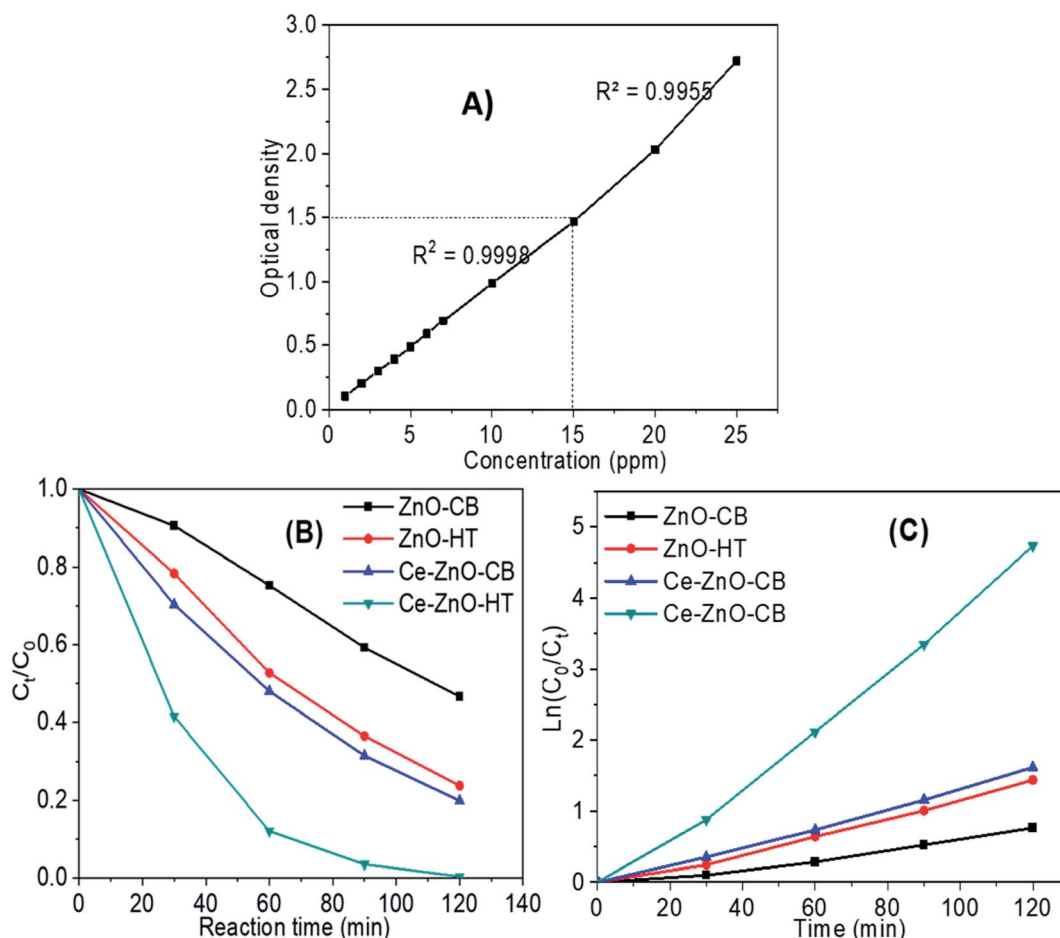 A)
R² = 0.9955
R² = 0.9998
Optical density
3.0
2.5
2.0
1.5
1.0
0.5
0.0
0 5 10 15 20 25
Concentration (ppm)
(B)
ZnO-CB
ZnO-HT
Ce-ZnO-CB
Ce-ZnO-HT
Cₜ/C₀
1.0
0.8
0.6
0.4
0.2
0.0
0 20 40 60 80 100 120 140
Reaction time (min)
(C)
ZnO-CB
ZnO-HT
Ce-ZnO-CB
Ce-ZnO-CB
Ln(C₀/Cₜ)
5
4
3
2
1
0
0 20 40 60 80 100 120
Time (min)